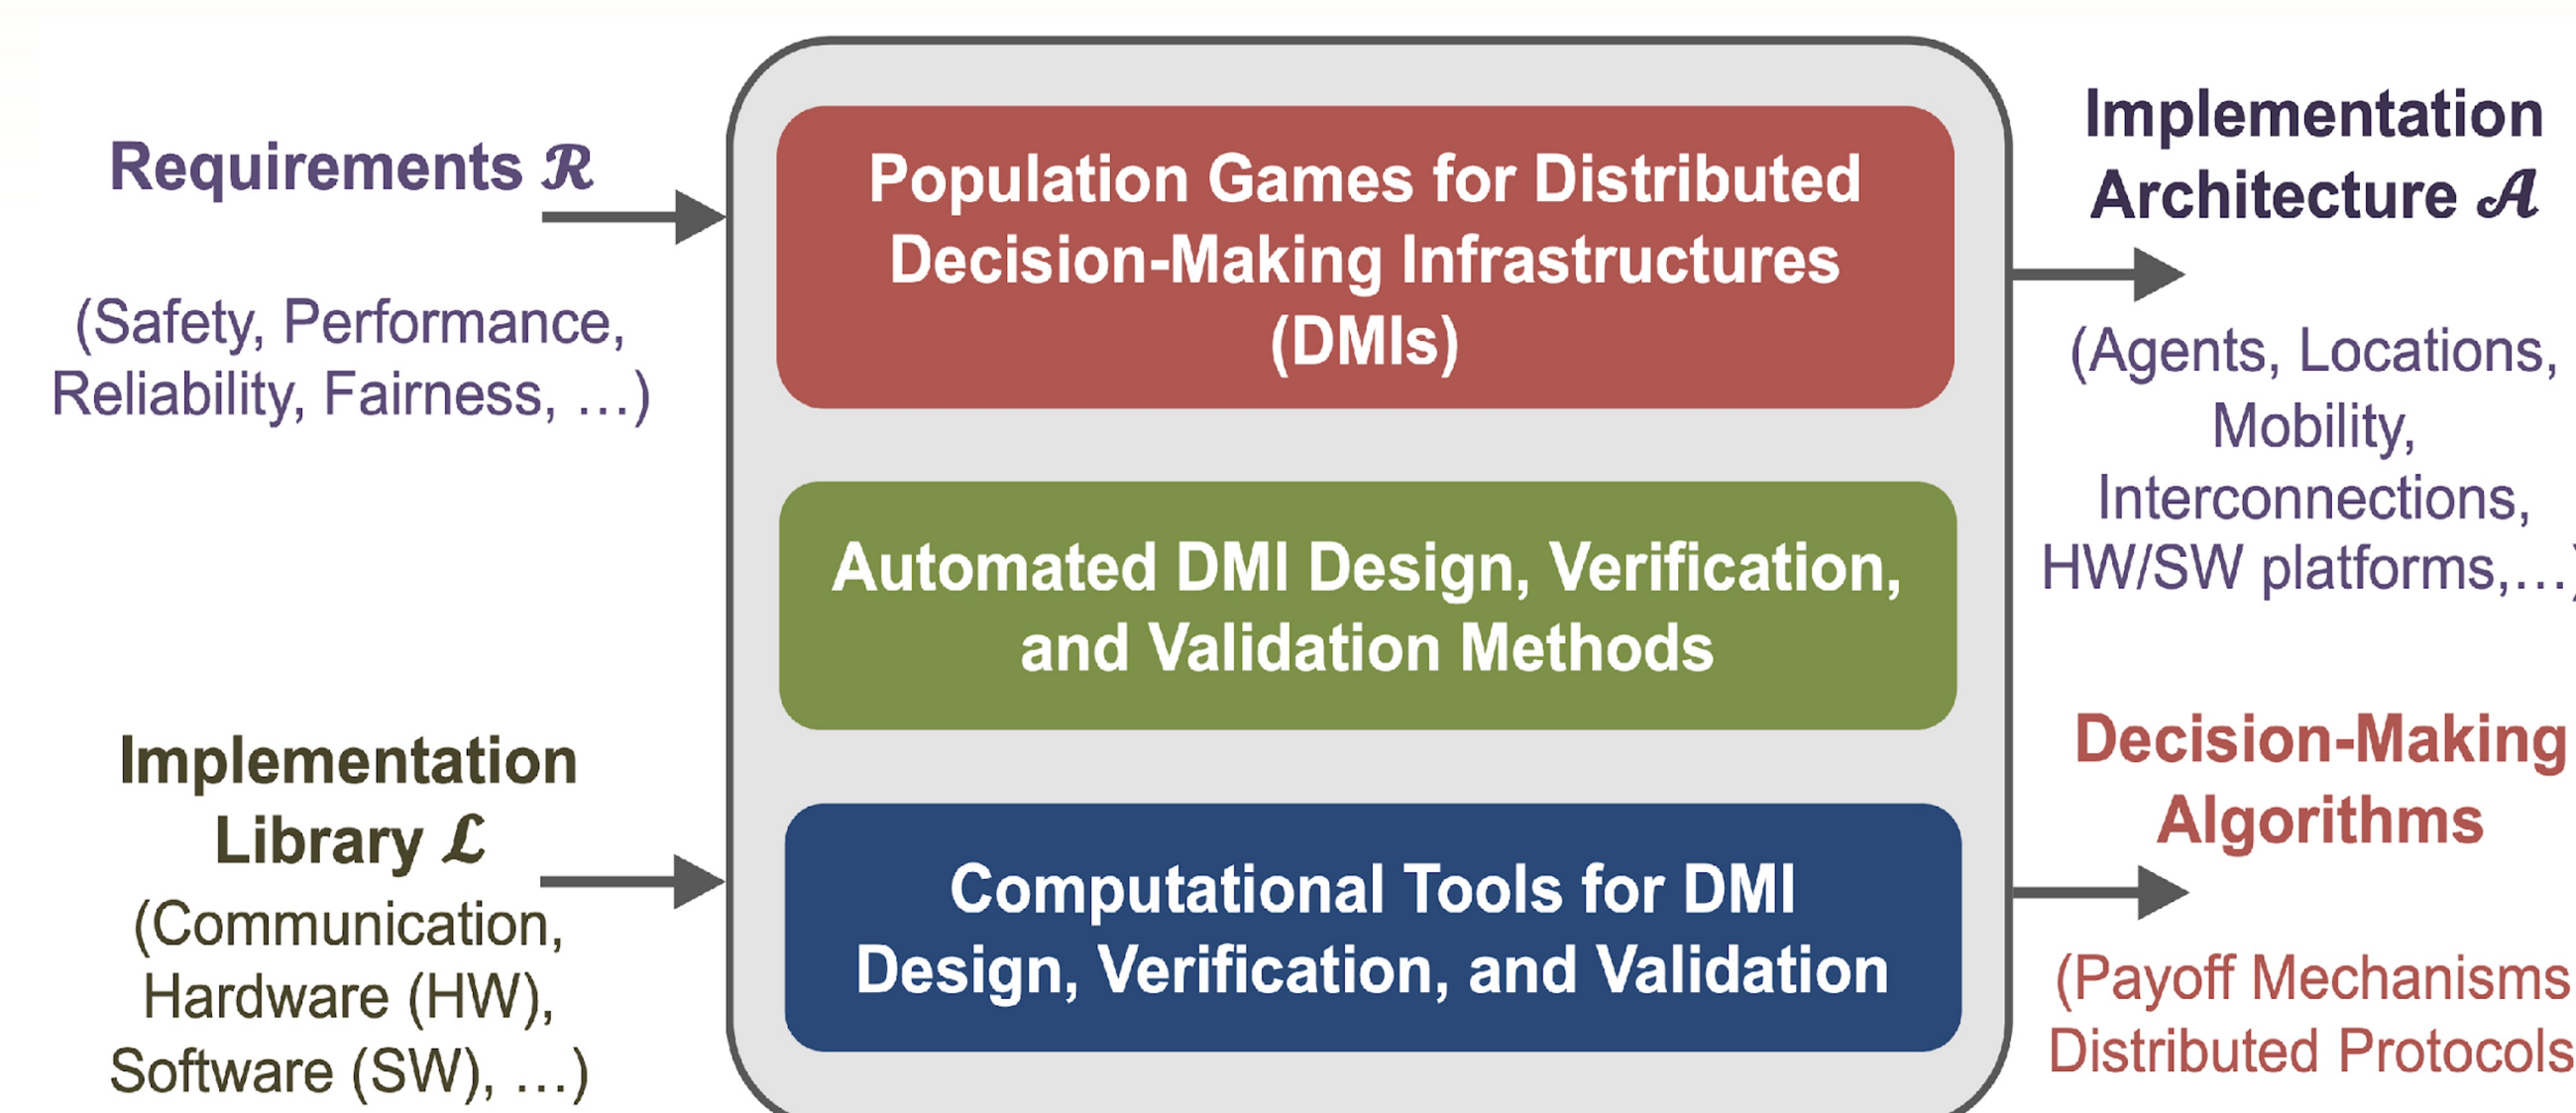 Requirements ℛ
(Safety, Performance,
Reliability, Fairness, …)
Implementation
Library ℒ
(Communication,
Hardware (HW),
Software (SW), …)
Population Games for Distributed
Decision-Making Infrastructures
(DMIs)
Automated DMI Design, Verification,
and Validation Methods
Computational Tools for DMI
Design, Verification, and Validation
Implementation
Architecture 𝒜
(Agents, Locations,
Mobility,
Interconnections,
HW/SW platforms,…)
Decision-Making
Algorithms
(Payoff Mechanisms
Distributed Protocols